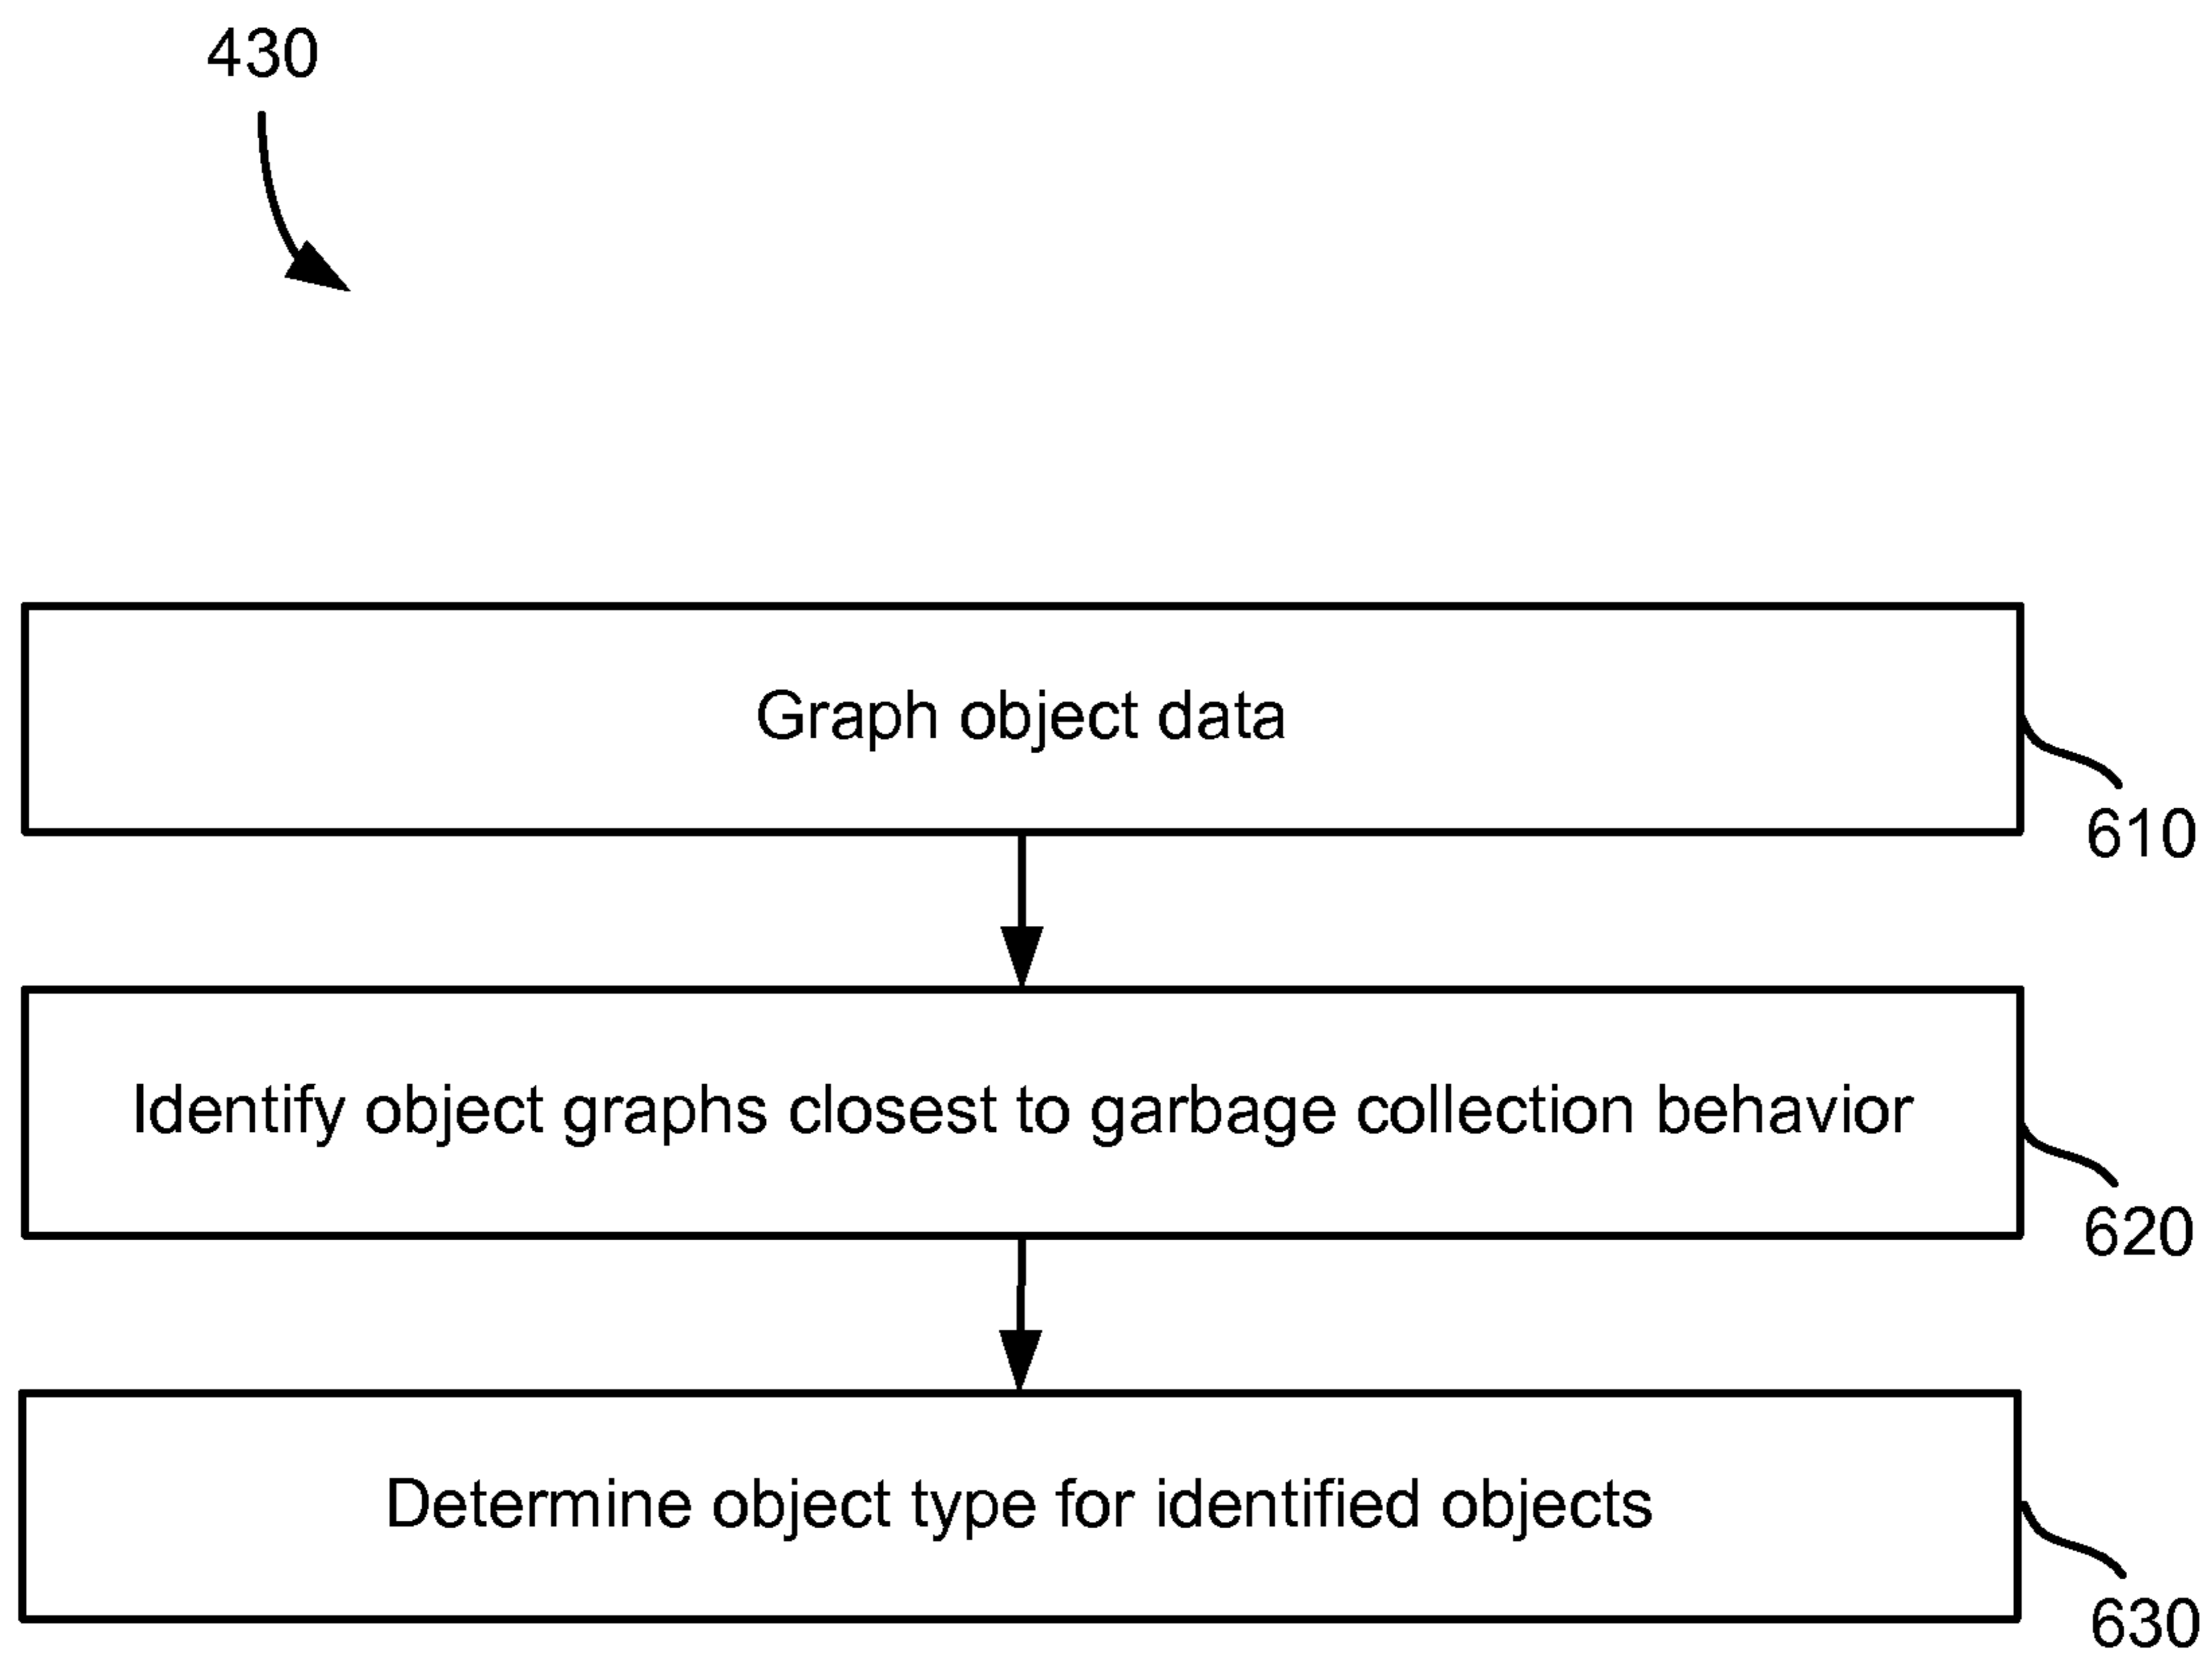 430
Graph object data
610
Identify object graphs closest to garbage collection behavior
620
Determine object type for identified objects
630